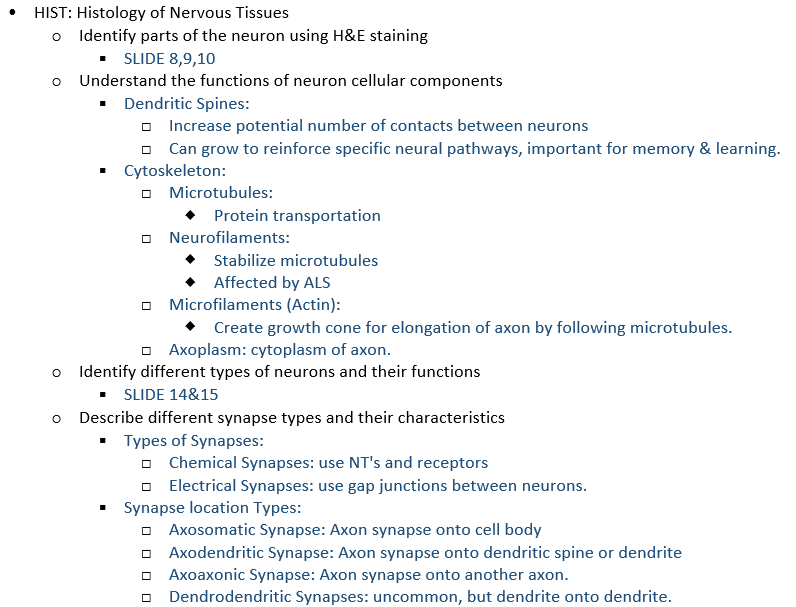 • HIST: Histology of Nervous Tissues
o Identify parts of the neuron using H&E staining
▪ SLIDE 8,9,10
o Understand the functions of neuron cellular components
▪ Dendritic Spines:
□ Increase potential number of contacts between neurons
□ Can grow to reinforce specific neural pathways, important for memory & learning.
▪ Cytoskeleton:
□ Microtubules:
◆ Protein transportation
□ Neurofilaments:
◆ Stabilize microtubules
◆ Affected by ALS
□ Microfilaments (Actin):
◆ Create growth cone for elongation of axon by following microtubules.
□ Axoplasm: cytoplasm of axon.
o Identify different types of neurons and their functions
▪ SLIDE 14&15
o Describe different synapse types and their characteristics
▪ Types of Synapses:
□ Chemical Synapses: use NT's and receptors
□ Electrical Synapses: use gap junctions between neurons.
▪ Synapse location Types:
□ Axosomatic Synapse: Axon synapse onto cell body
□ Axodendritic Synapse: Axon synapse onto dendritic spine or dendrite
□ Axoaxonic Synapse: Axon synapse onto another axon.
□ Dendrodendritic Synapses: uncommon, but dendrite onto dendrite.